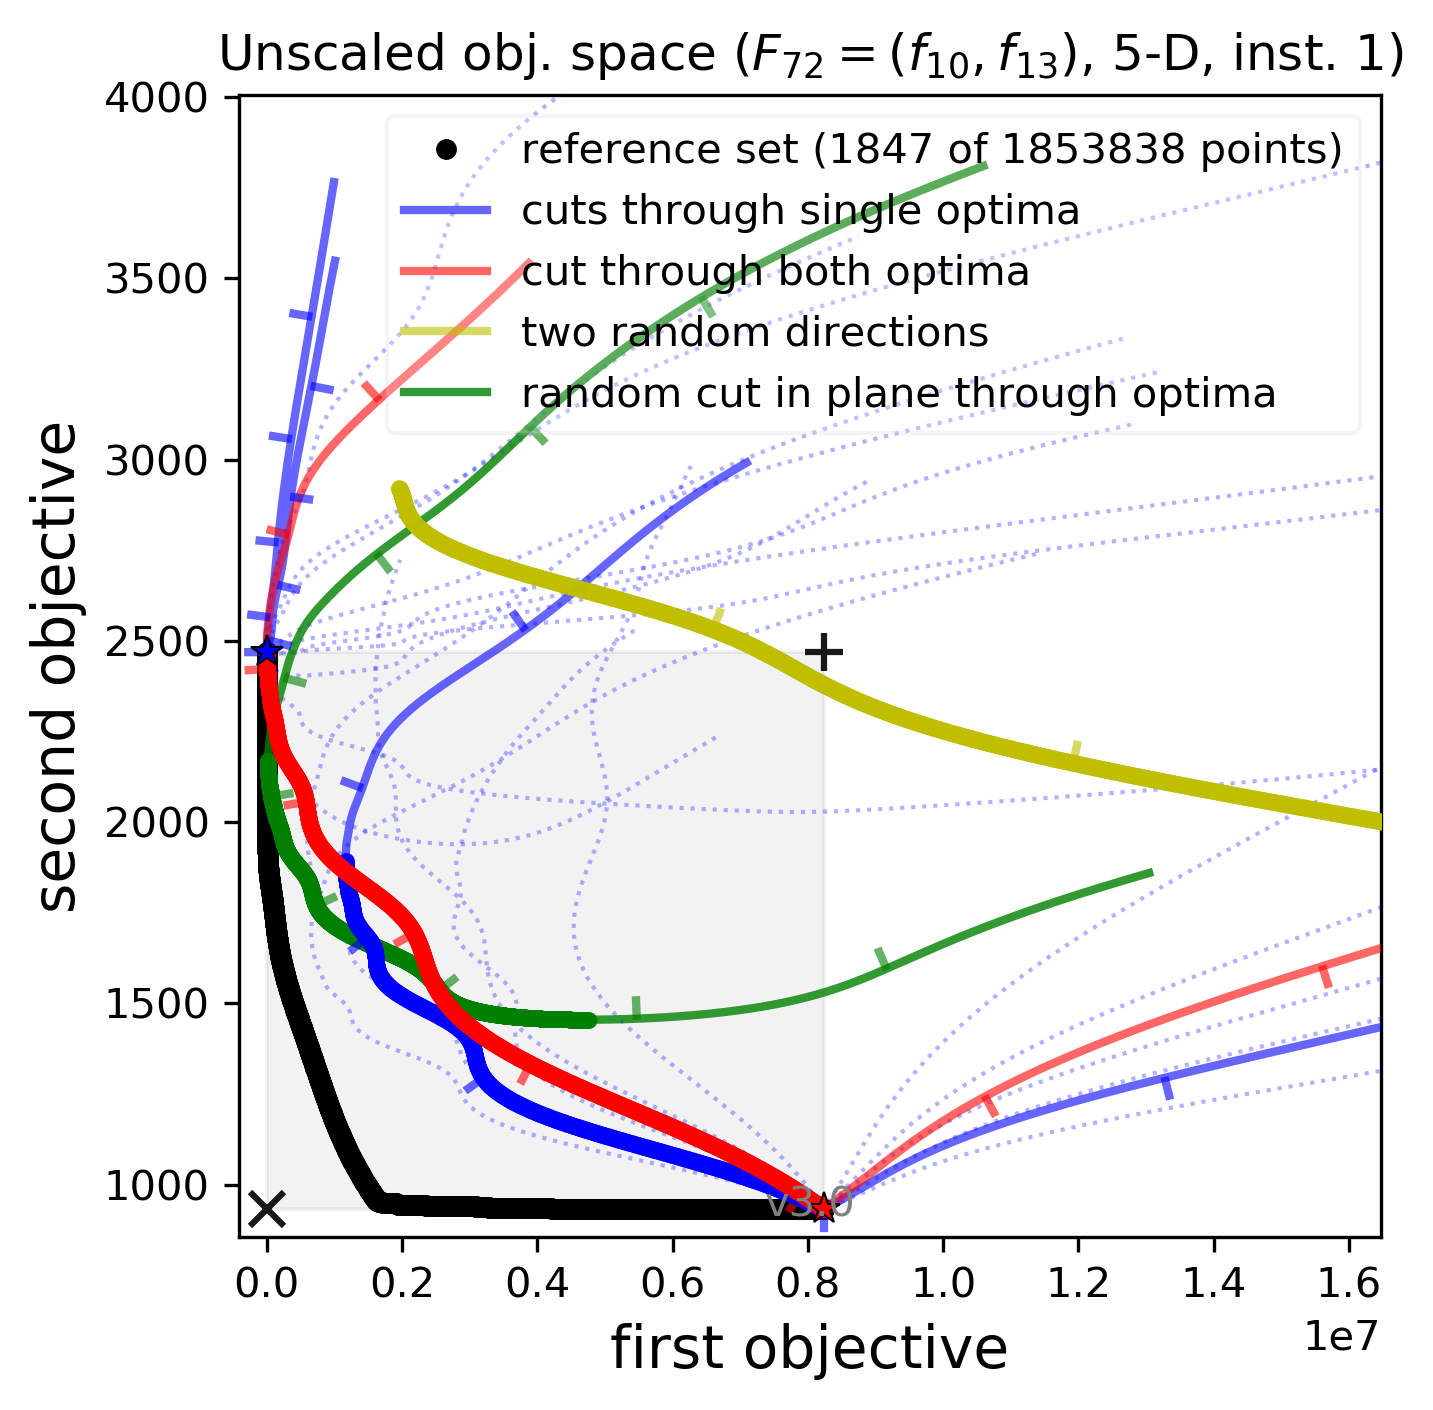 Unscaled obj. space (F72 = (f10, f13), 5-D, inst. 1)
4000
3500
3000
2500
2000
1500
1000
second objective
reference set (1847 of 1853838 points)
cuts through single optima
cut through both optima
two random directions
random cut in plane through optima
v3.0
0.0 0.2 0.4 0.6 0.8 1.0 1.2 1.4 1.6
1e7
first objective